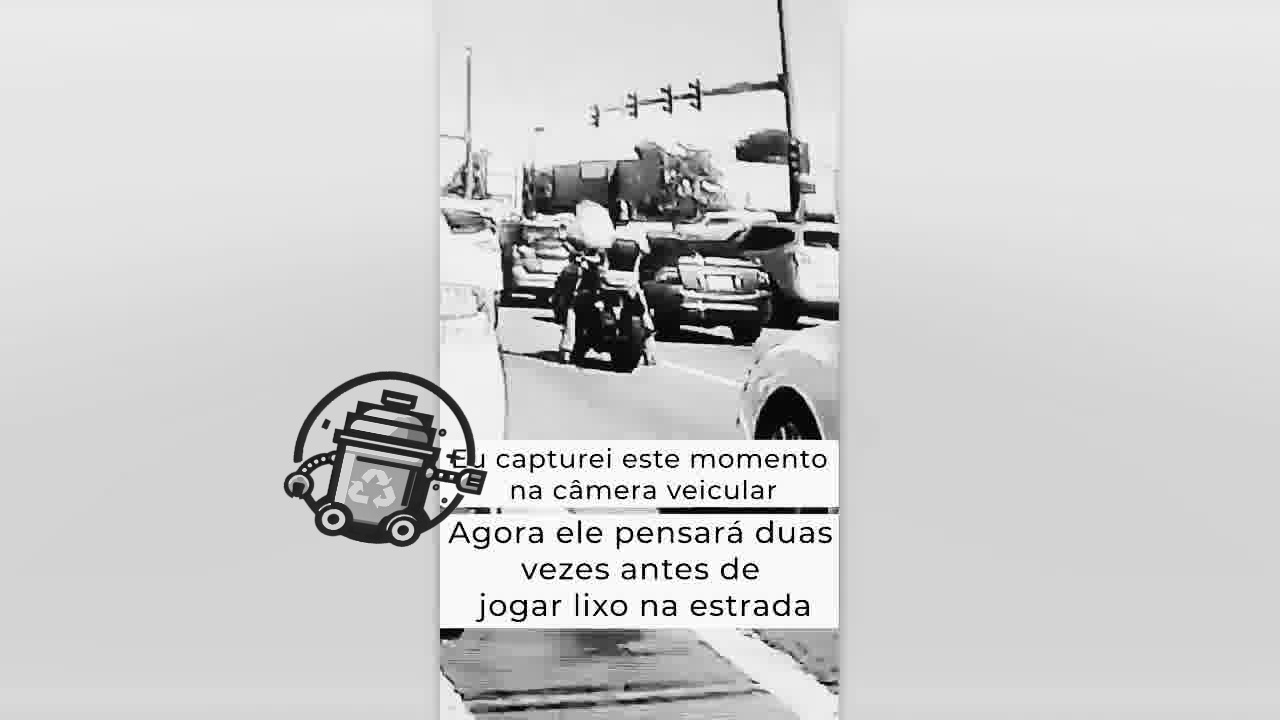 Eu capturei este momento
na câmera veicular
Agora ele pensará duas
vezes antes de
jogar lixo na estrada